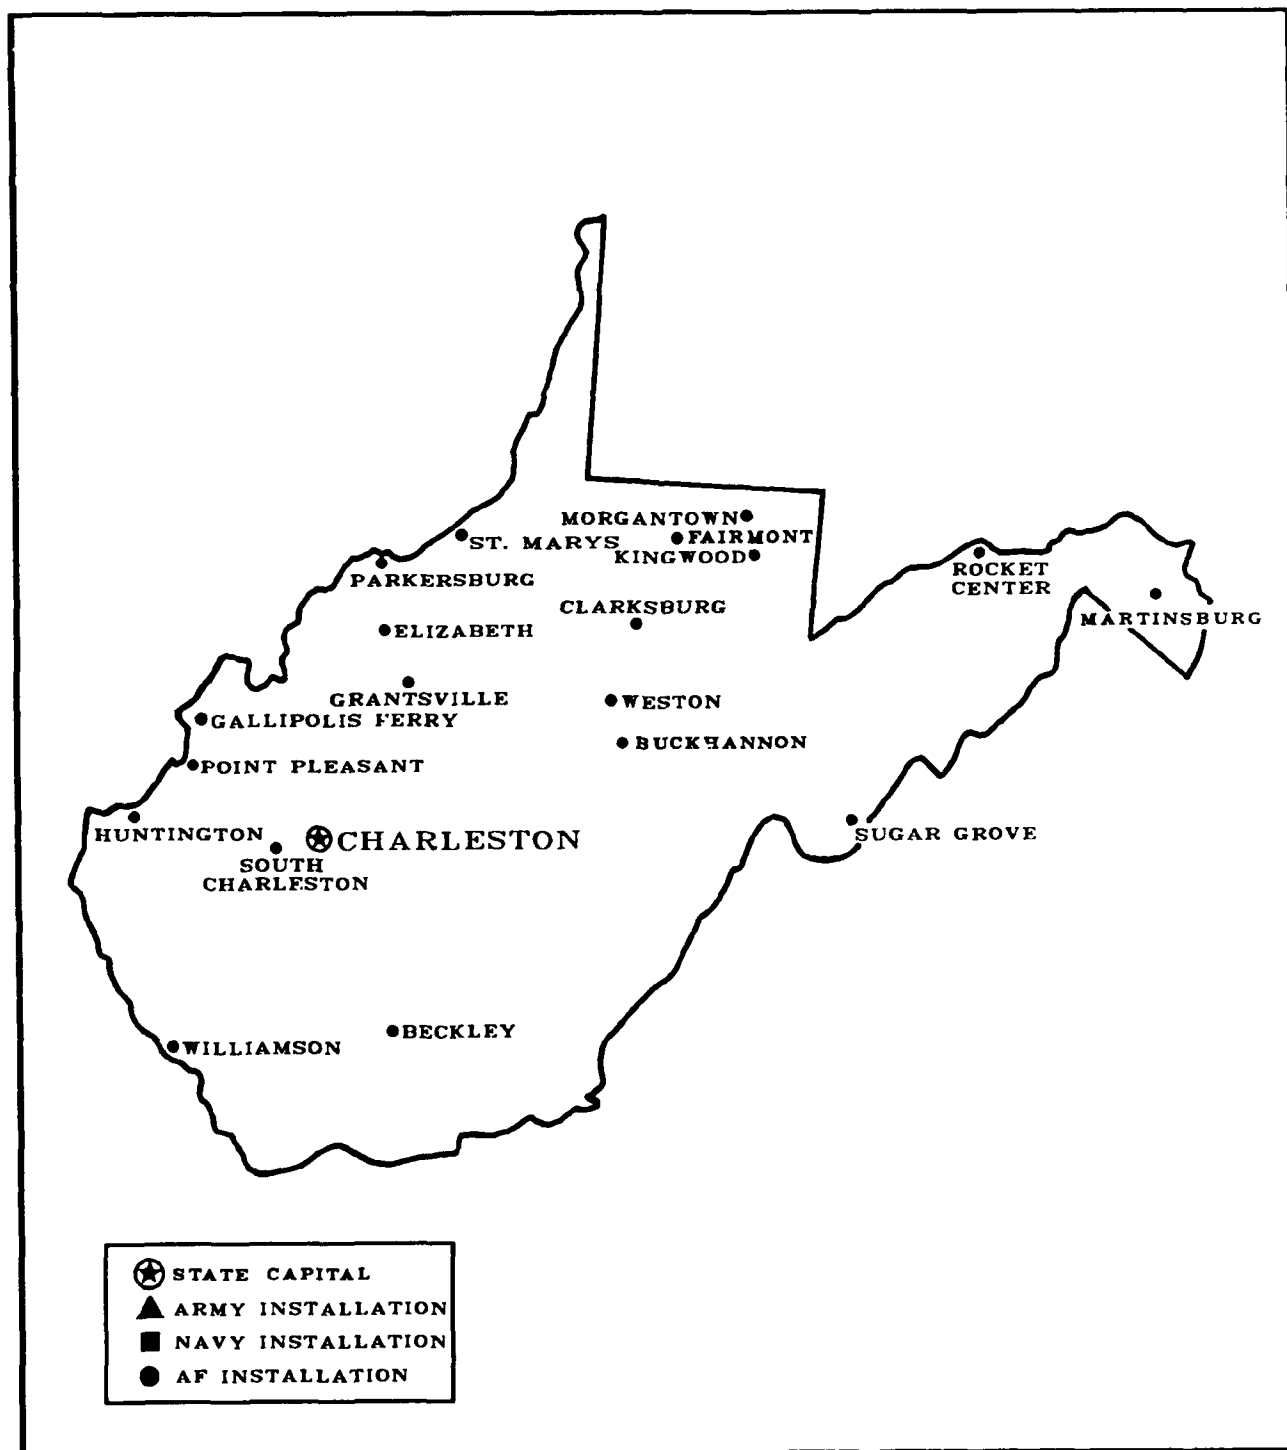 MORGANTOWN
FAIRMONT
ST. MARYS
KINGWOOD
ROCKET
CENTER
PARKERSBURG
CLARKSBURG
MARTINSBURG
ELIZABETH
GRANTSVILLE
WESTON
GALLIPOLIS FERRY
BUCKHANNON
POINT PLEASANT
HUNTINGTON
CHARLESTON
SUGAR GROVE
SOUTH
CHARLESTON
BECKLEY
WILLIAMSON
STATE CAPITAL
ARMY INSTALLATION
NAVY INSTALLATION
AF INSTALLATION